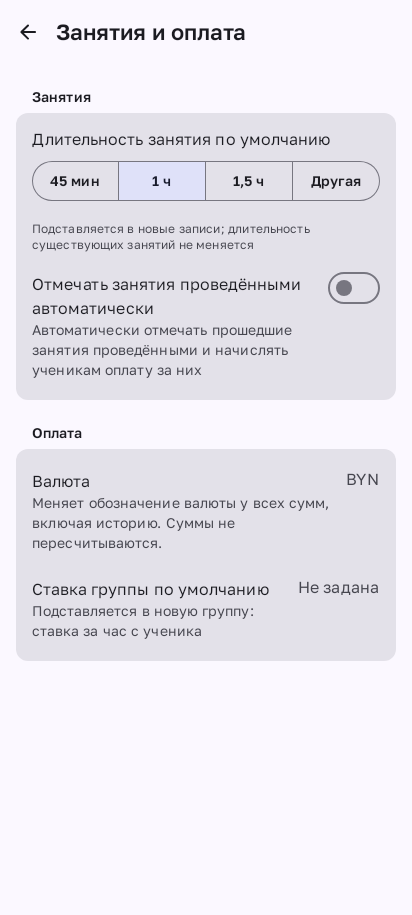 Занятия и оплата
Занятия
Длительность занятия по умолчанию
45 мин
1 ч
1,5 ч
Другая
Подставляется в новые записи; длительность
существующих занятий не меняется
Отмечать занятия проведёнными
автоматически
Автоматически отмечать прошедшие
занятия проведёнными и начислять
ученикам оплату за них
Оплата
Валюта
BYN
Меняет обозначение валюты у всех сумм,
включая историю. Суммы не
пересчитываются.
Ставка группы по умолчанию
Не задана
Подставляется в новую группу:
ставка за час с ученика